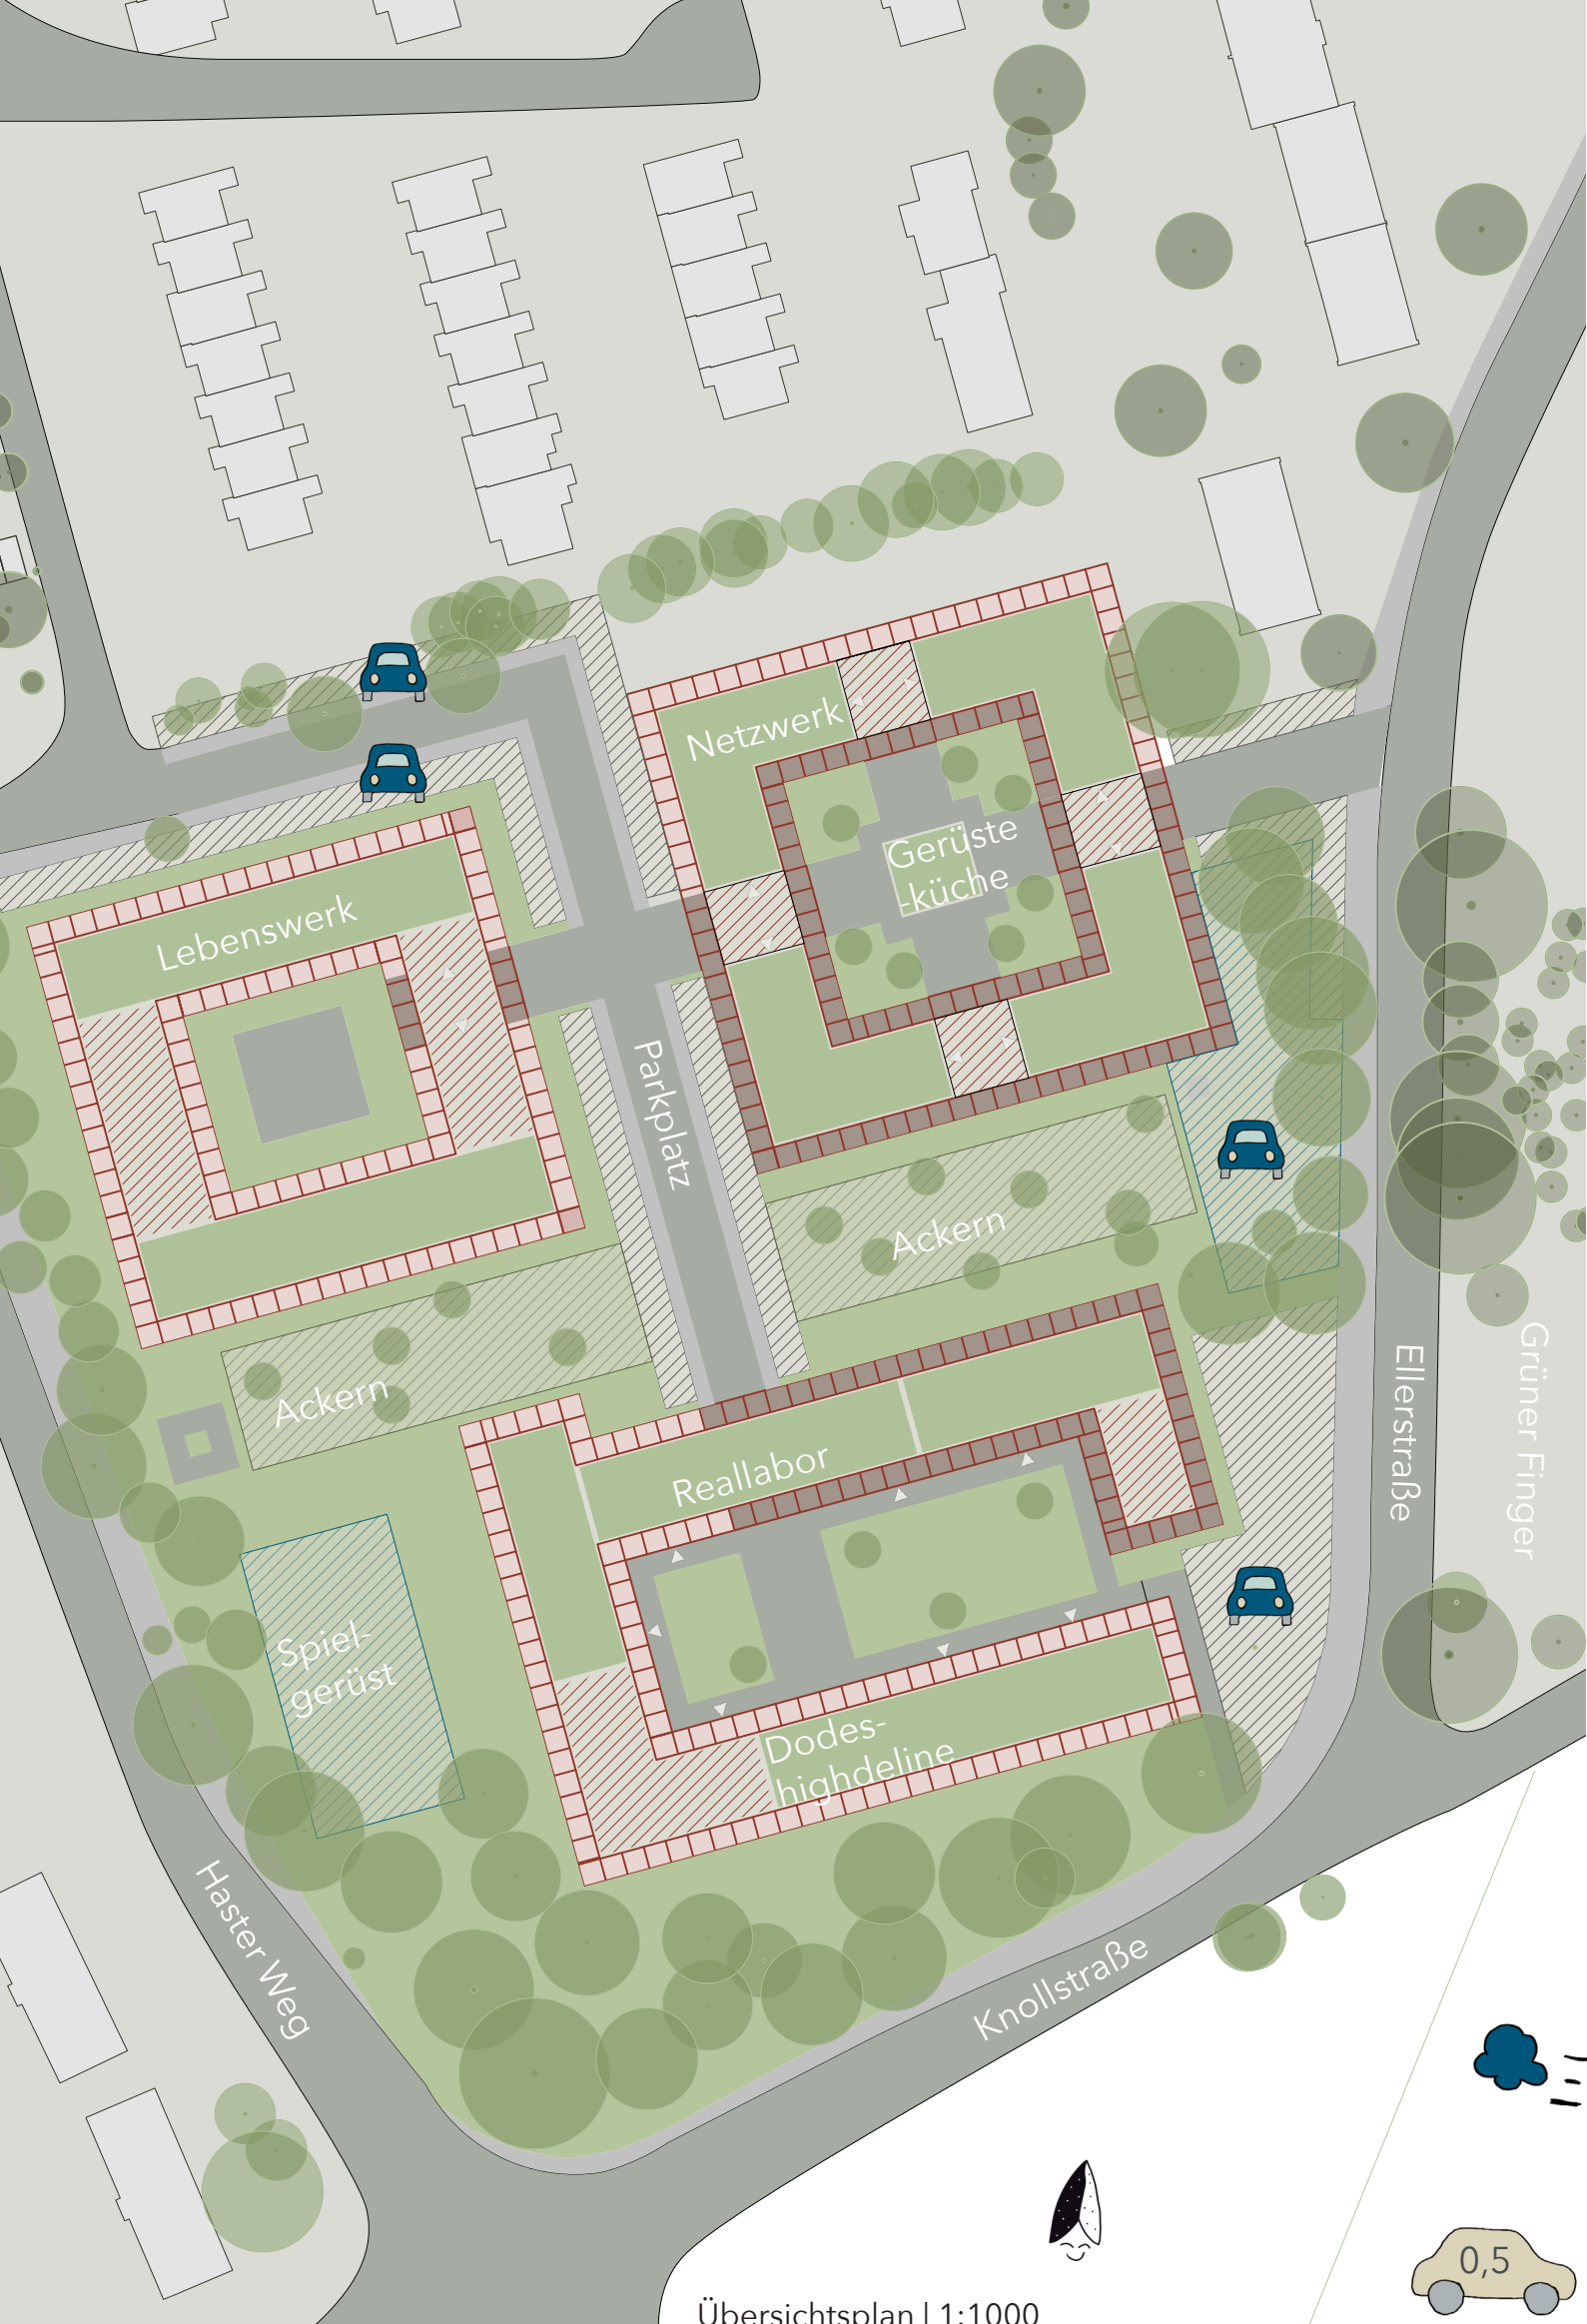 Netzwerk
Gerüste
-küche
Lebenswerk
Parkplatz
Ackern
Ackern
Reallabor
Ellerstraße
Grüner Finger
Spiel-
gerüst
Dodes-
highdeline
Haster Weg
Knollstraße
0,5
Übersichtsplan | 1:1000